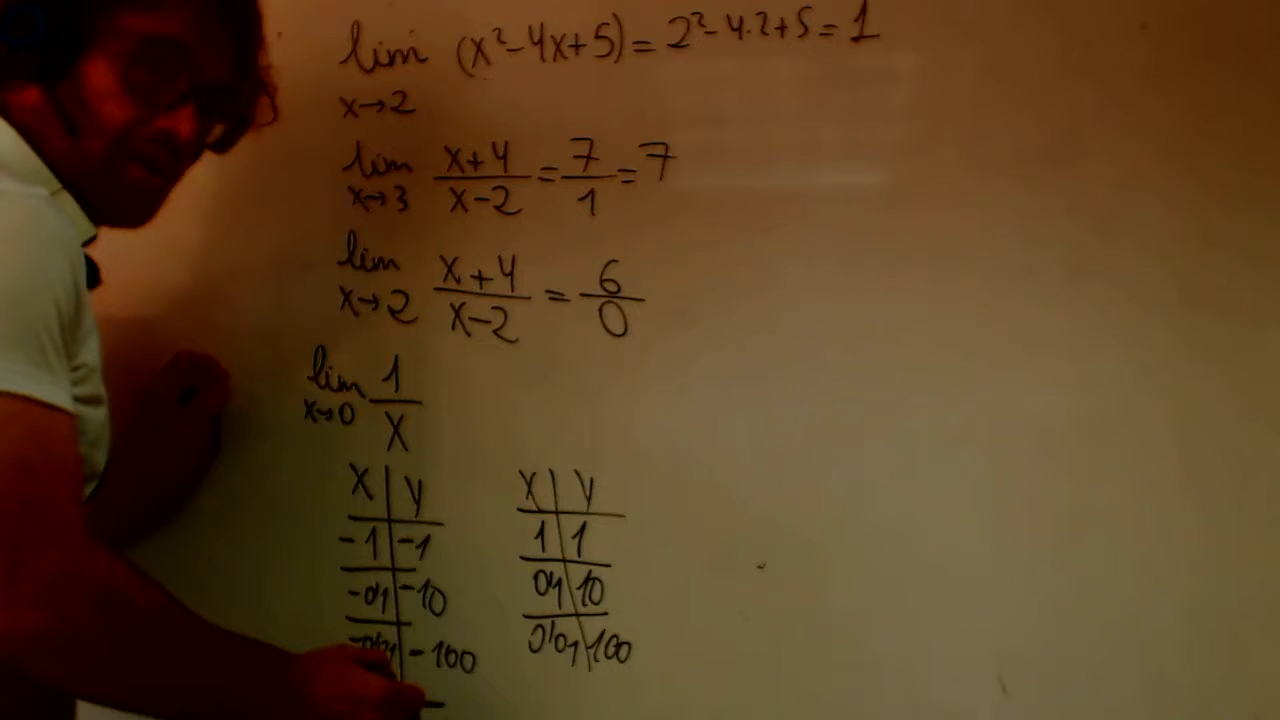 lim (x²-4x+5) = 2²-4·2+5 = 1
x→2
lim x+4/x-2 = 7/1 = 7
x→3
lim x+4/x-2 = 6/0
x→2
lim 1/x
x→0
x | y x | y
-1 | -1 1 | 1
-0'1 | -10 0'1 | 10
-100 0'01 | 100